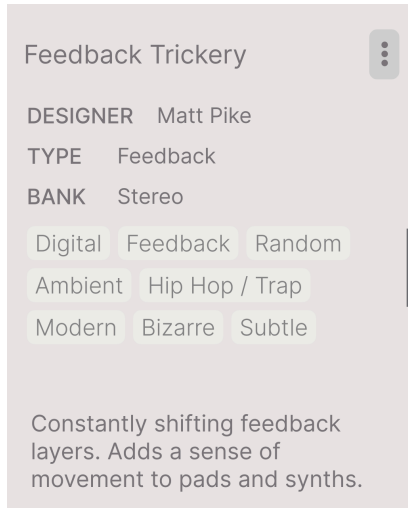 Feedback Trickery
DESIGNER Matt Pike
TYPE Feedback
BANK Stereo
Digital Feedback Random
Ambient Hip Hop / Trap
Modern Bizarre Subtle
Constantly shifting feedback
layers. Adds a sense of
movement to pads and synths.